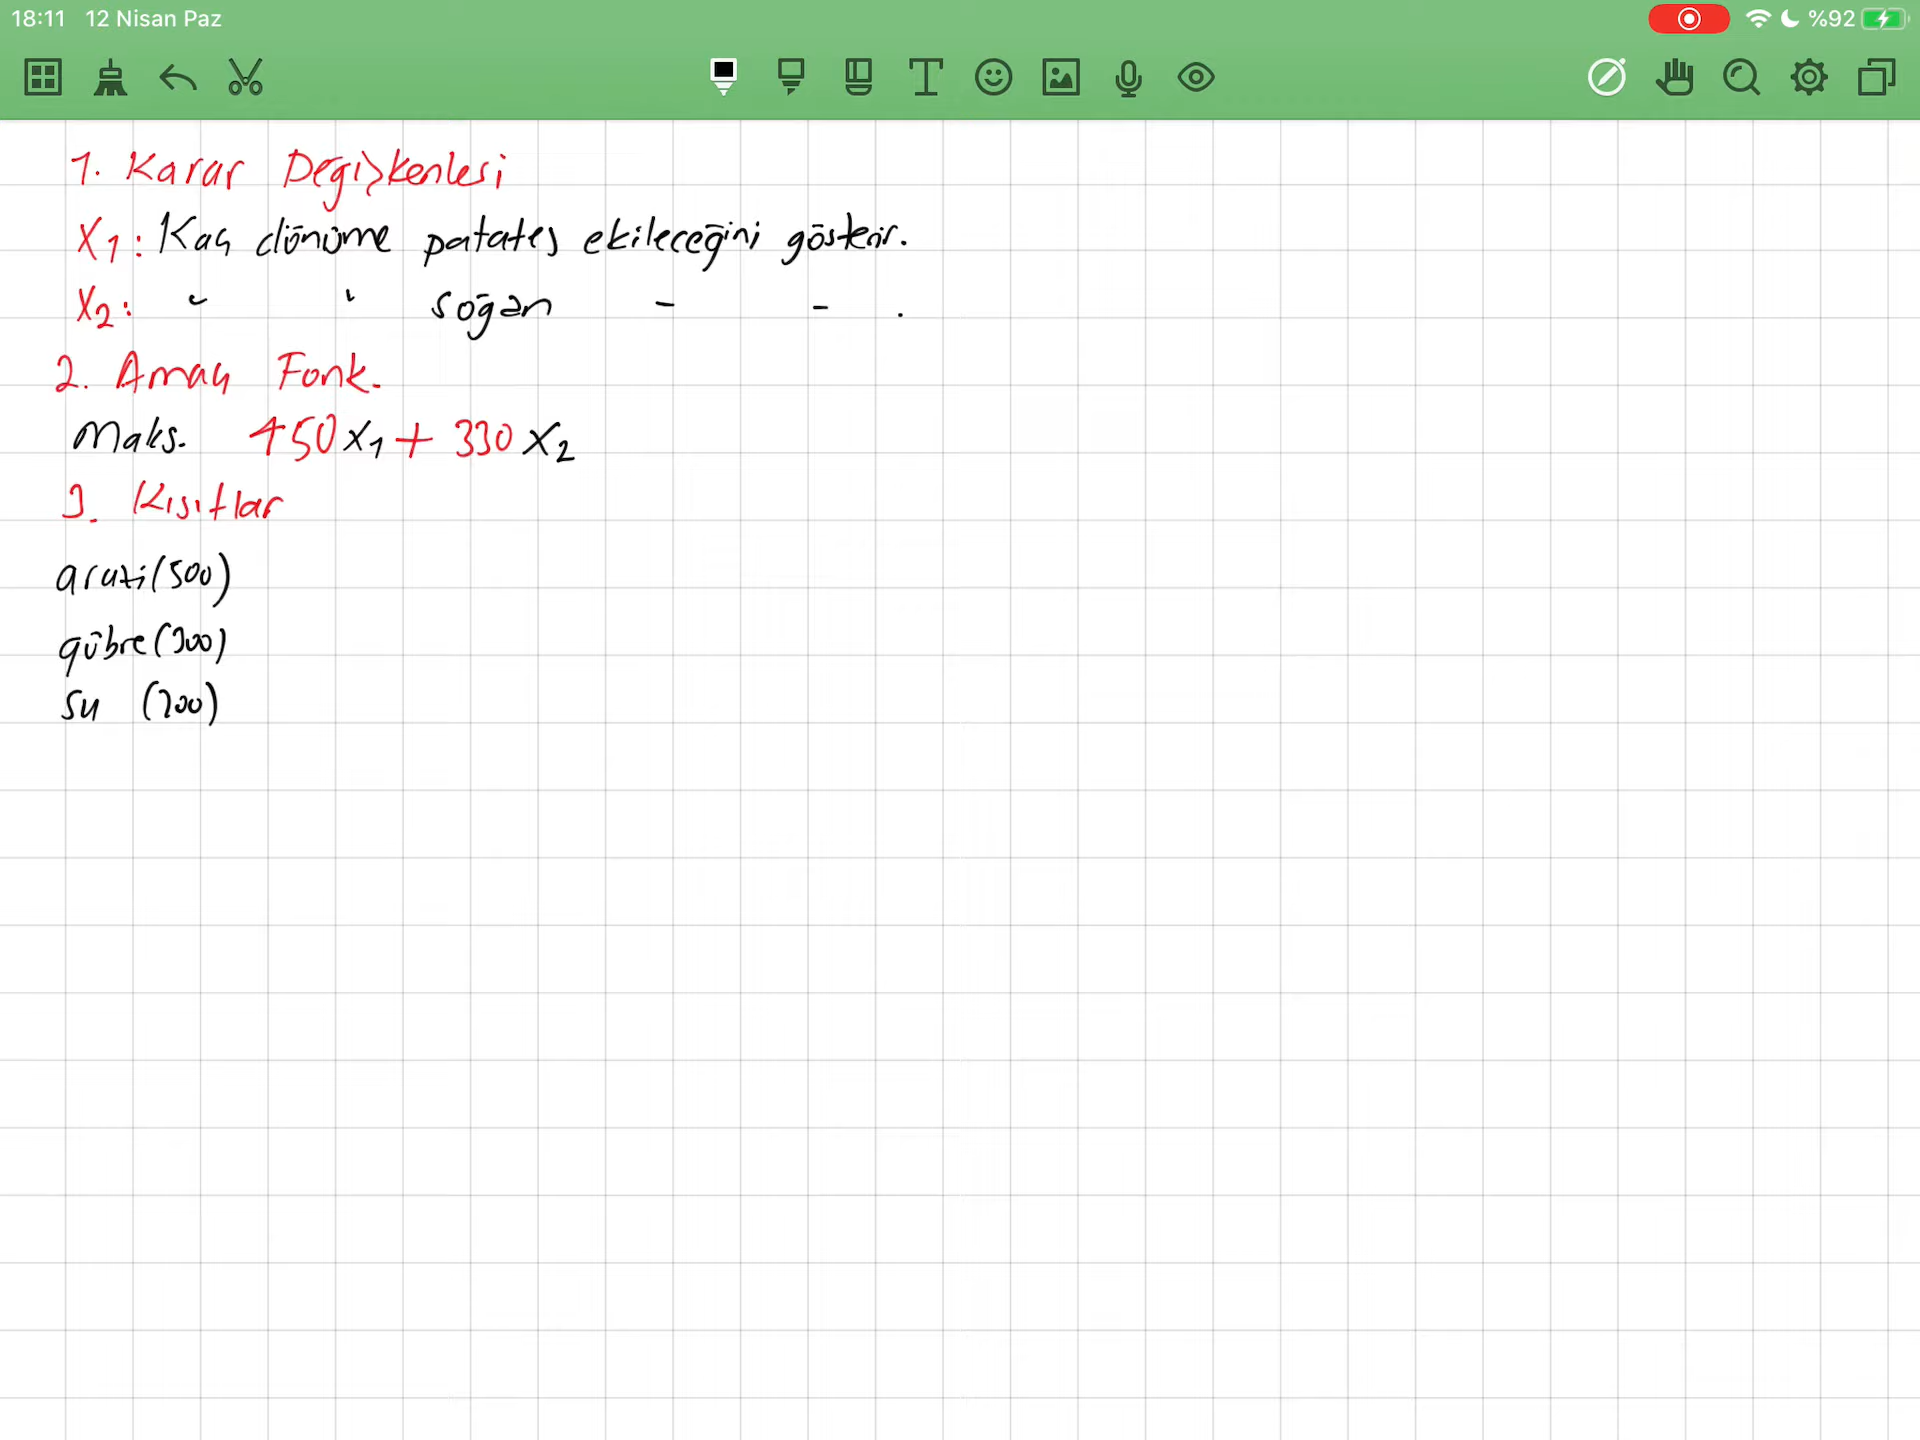 18:11 12 Nisan Paz %92
1. Karar Değişkenleri
X1: Kaç dönüme patates ekileceğini gösterir.
X2: " " soğan - - .
2. Amaç Fonk.
Maks. 450X1 + 330X2
3. Kısıtlar
arazi (500)
gübre (300)
su (200)